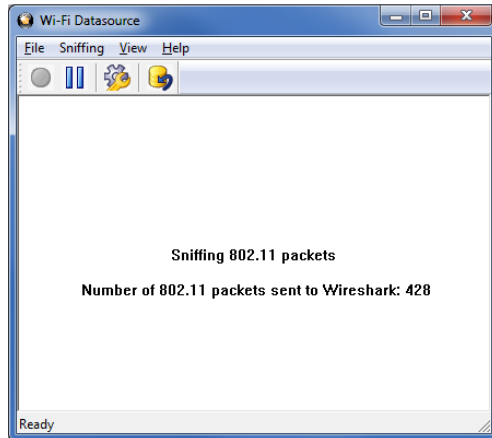 Wi-Fi Datasource
File Sniffing View Help
Sniffing 802.11 packets
Number of 802.11 packets sent to Wireshark: 428
Ready